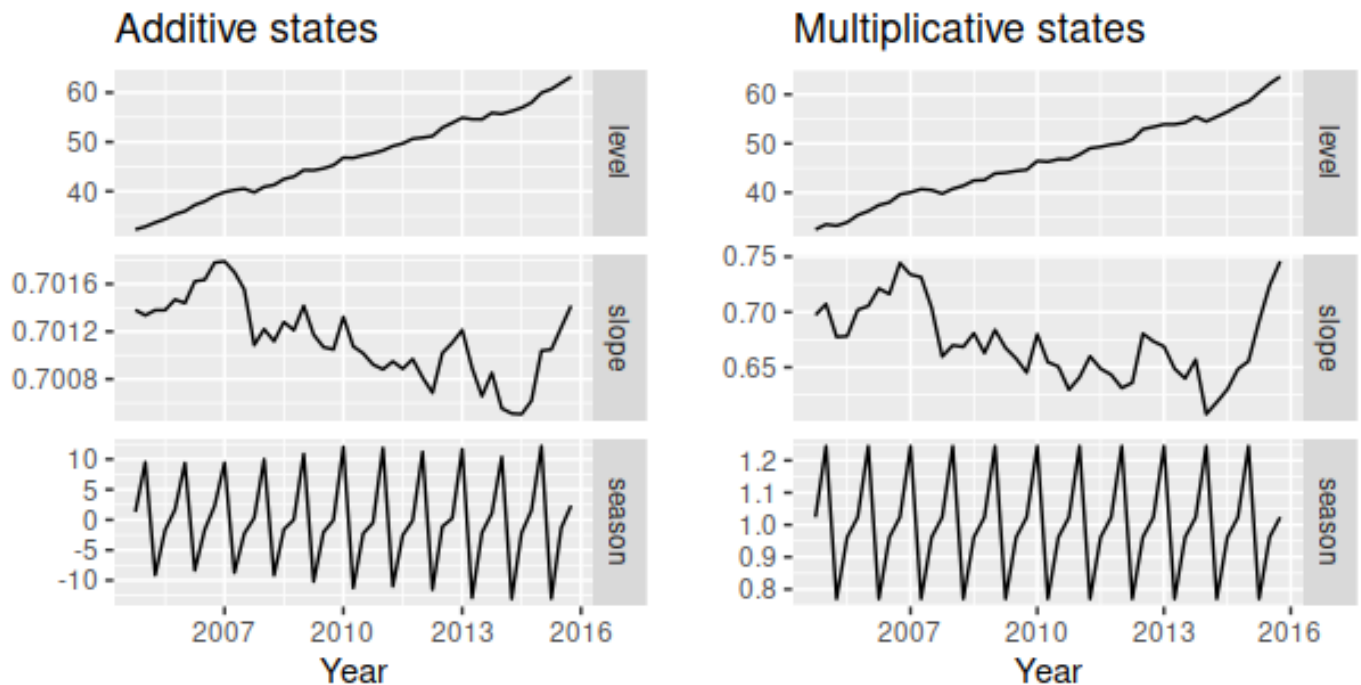 Additive states
60
50
40
level
0.7016
0.7012
0.7008
slope
10
5
0
-5
-10
season
2007 2010 2013 2016
Year
Multiplicative states
60
50
40
level
0.75
0.70
0.65
slope
1.2
1.1
1.0
0.9
0.8
season
2007 2010 2013 2016
Year